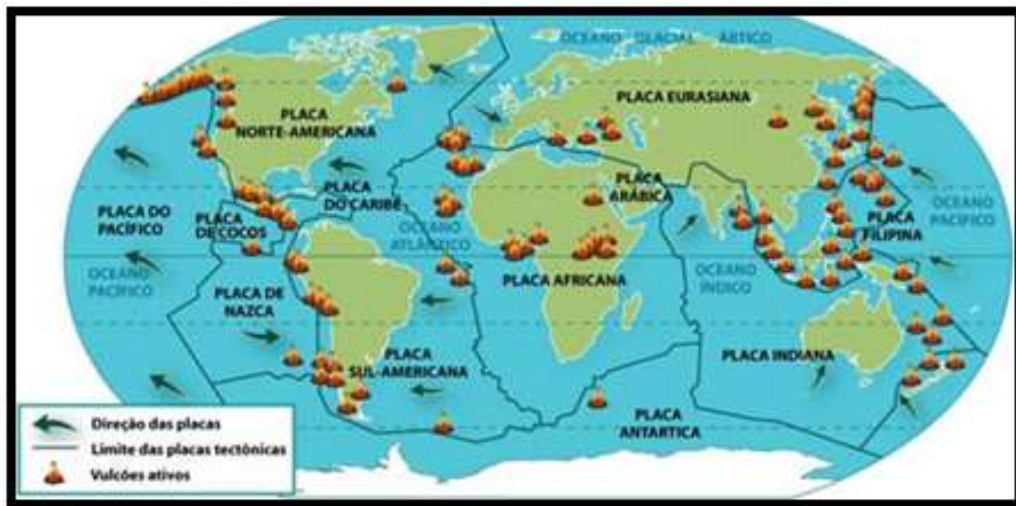 OCEANO GLACIAL ÁRTICO
PLACA EURASIANA
PLACA
NORTE-AMERICANA
PLACA
DO CARIBE
PLACA
ARÁBICA
PLACA DO
PACÍFICO
PLACA
DE COCOS
OCEANO
ATLÂNTICO
OCEANO
PACÍFICO
PLACA
FILIPINA
OCEANO
PACÍFICO
PLACA AFRICANA
OCEANO
ÍNDICO
PLACA DE
NAZCA
PLACA
SUL-AMERICANA
PLACA INDIANA
PLACA
ANTARTICA
Direção das placas
Limite das placas tectônicas
Vulcões ativos